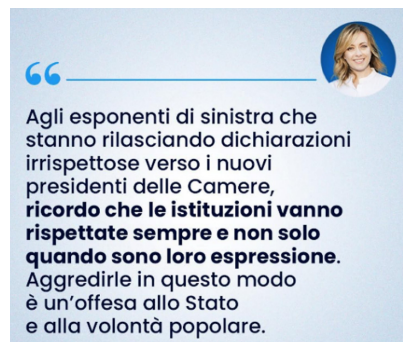 Agli esponenti di sinistra che
stanno rilasciando dichiarazioni
irrispettose verso i nuovi
presidenti delle Camere,
ricordo che le istituzioni vanno
rispettate sempre e non solo
quando sono loro espressione.
Aggredirle in questo modo
è un'offesa allo Stato
e alla volontà popolare.